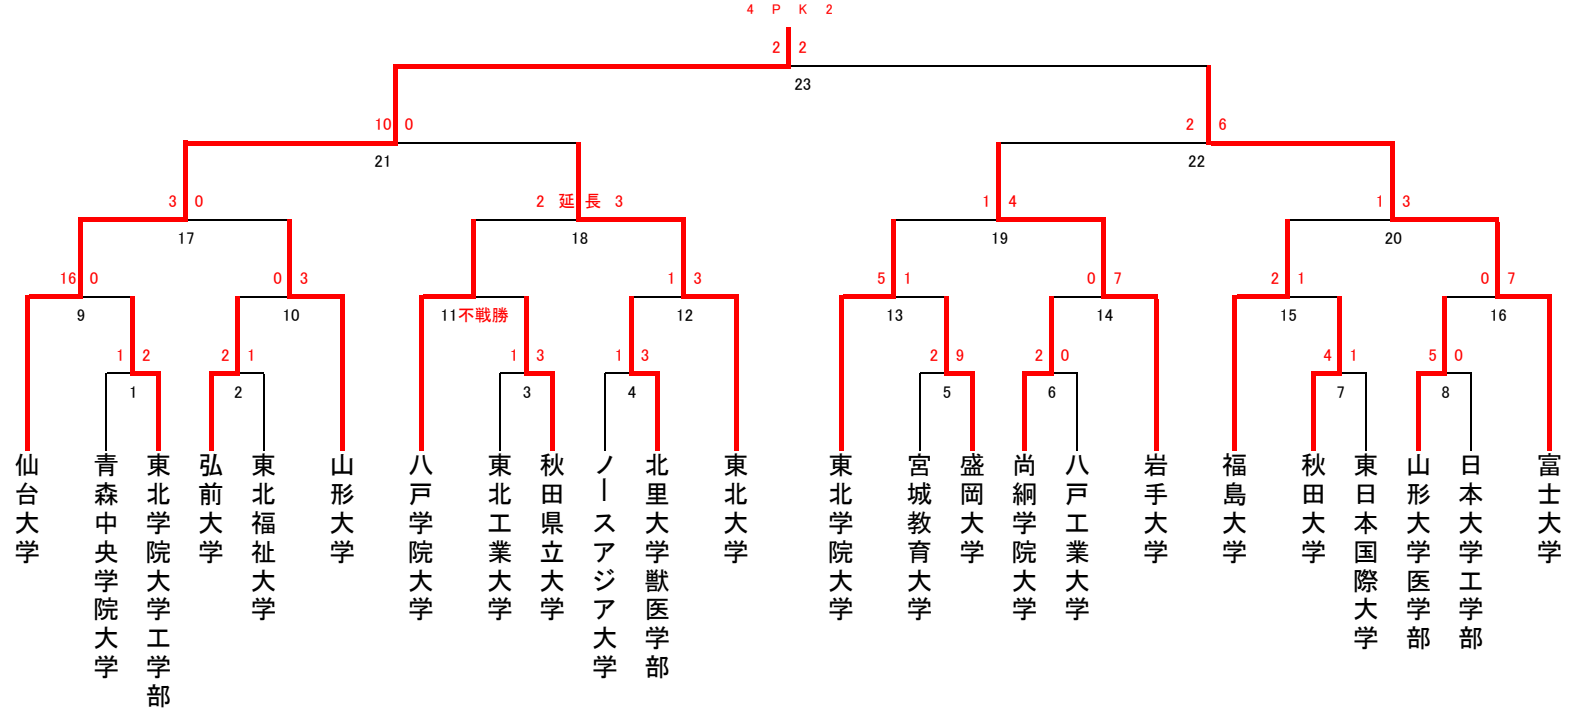 4 PK 2
2 2
23
10 0
2 6
21
22
3 0
2 延長 3
1 4
1 3
17
18
19
20
16 0
0 3
1 3
5 1
0 7
2 1
0 7
9
10
11不戦勝
12
13
14
15
16
1 2
2 1
1 3
1 3
2 9
2 0
4 1
5 0
1
2
3
4
5
6
7
8
仙台大学
青森中央学院大学
東北学院大学工学部
弘前大学
東北福祉大学
山形大学
八戸学院大学
東北工業大学
秋田県立大学
ノースアジア大学
北里大学獣医学部
東北大学
東北学院大学
宮城教育大学
盛岡大学
尚絅学院大学
八戸工業大学
岩手大学
福島大学
秋田大学
東日本国際大学
山形大学医学部
日本大学工学部
富士大学